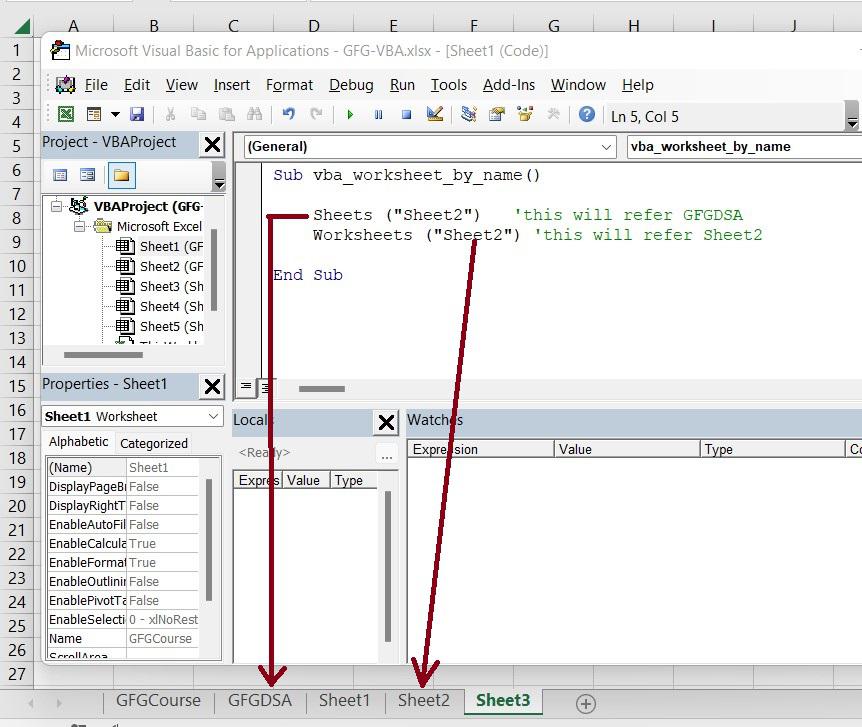 A B C D E F G H I J
1
2
3
4
5
6
7
8
9
10
11
12
13
14
15
16
17
18
19
20
21
22
23
24
25
26
27
Microsoft Visual Basic for Applications - GFG-VBA.xlsx - [Sheet1 (Code)]
File Edit View Insert Format Debug Run Tools Add-Ins Window Help
Ln 5, Col 5
Project - VBAProject
VBAProject (GFG-
Microsoft Excel
Sheet1 (GF
Sheet2 (GF
Sheet3 (Sh
Sheet4 (Sh
Sheet5 (Sh
(General) vba_worksheet_by_name
Sub vba_worksheet_by_name()
Sheets ("Sheet2") 'this will refer GFGDSA
Worksheets ("Sheet2") 'this will refer Sheet2
End Sub
Properties - Sheet1
Sheet1 Worksheet
Alphabetic Categorized
(Name) Sheet1
DisplayPageBr False
DisplayRightT False
EnableAutoFil False
EnableCalcula True
EnableFormat True
EnableOutlinin False
EnablePivotTa False
EnableSelecti 0 - xlNoRest
Name GFGCourse
ScrollArea
Locals
<Ready> ...
Expres Value Type
Watches
Expression Value Type Co
GFGCourse GFGDSA Sheet1 Sheet2 Sheet3